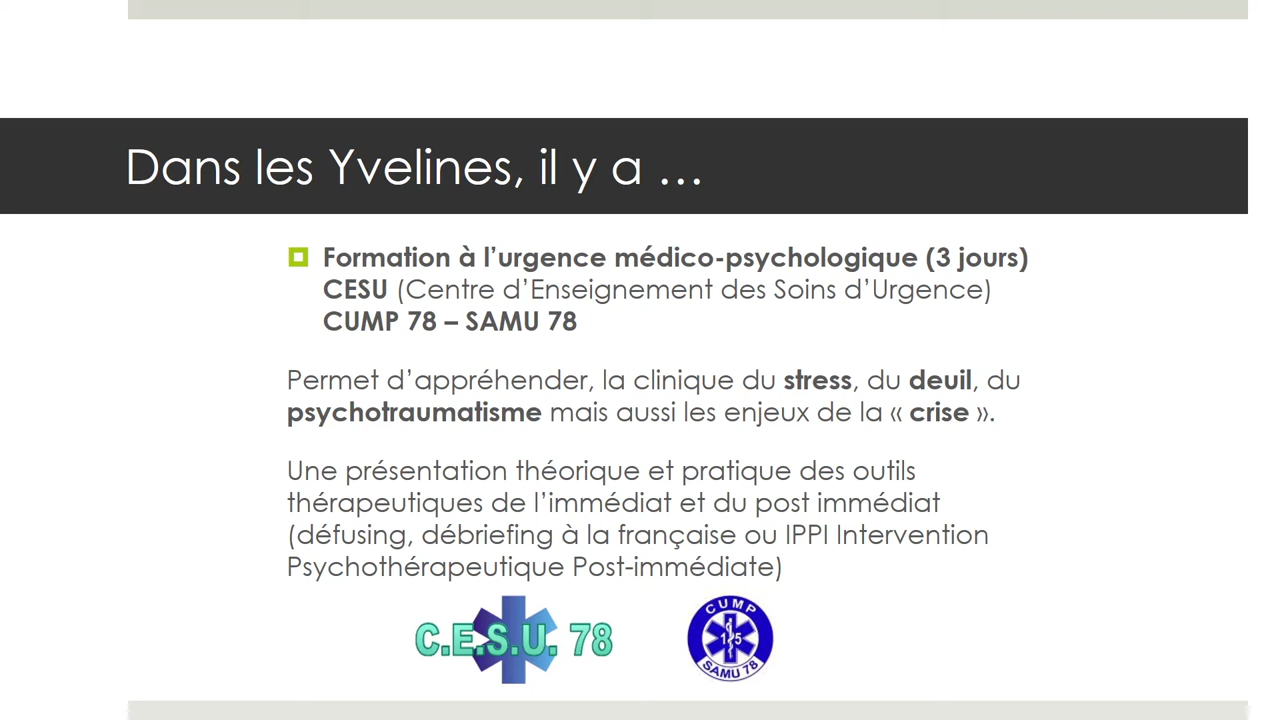 Dans les Yvelines, il y a …
Formation à l’urgence médico-psychologique (3 jours)
CESU (Centre d’Enseignement des Soins d’Urgence)
CUMP 78 – SAMU 78
Permet d’appréhender, la clinique du stress, du deuil, du
psychotraumatisme mais aussi les enjeux de la « crise ».
Une présentation théorique et pratique des outils
thérapeutiques de l’immédiat et du post immédiat
(défusing, débriefing à la française ou IPPI Intervention
Psychothérapeutique Post-immédiate)
C.E.S.U. 78
CUMP
15
SAMU 78